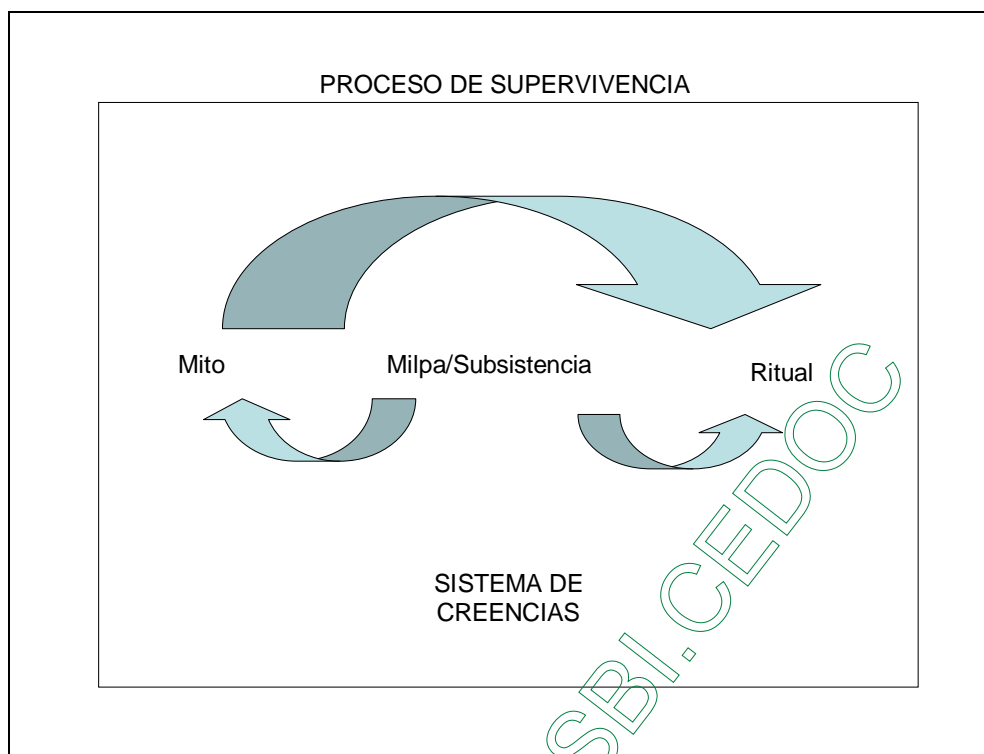 PROCESO DE SUPERVIVENCIA
Mito
Milpa/Subsistencia
Ritual
SISTEMA DE
CREENCIAS
SBI.CEDOC